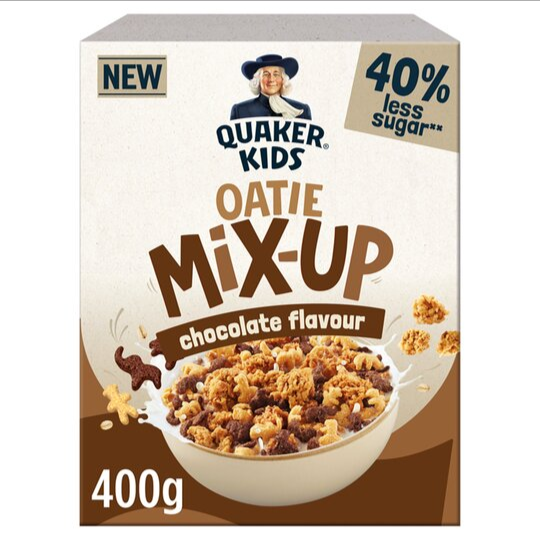 NEW
40%
less
sugar**
QUAKER®
KIDS
OATIE
MiX-UP
chocolate flavour
400g